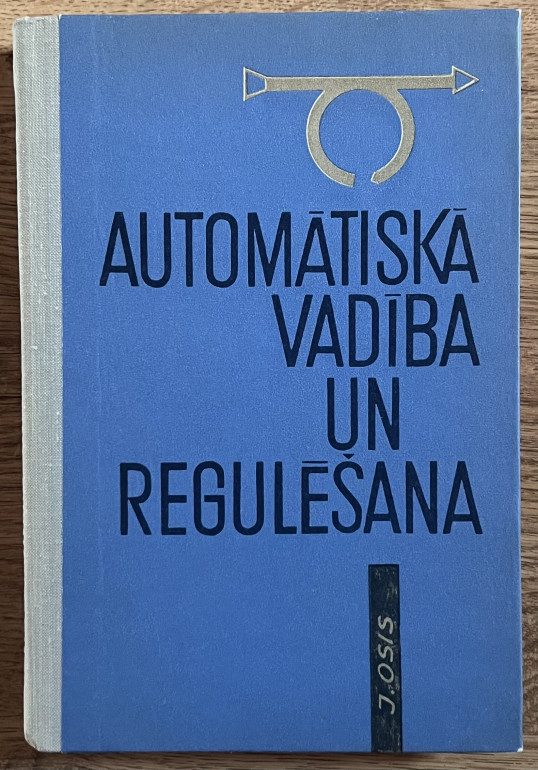 AUTOMĀTISKĀ
VADĪBA
UN
REGULĒŠANA
J. OSIS